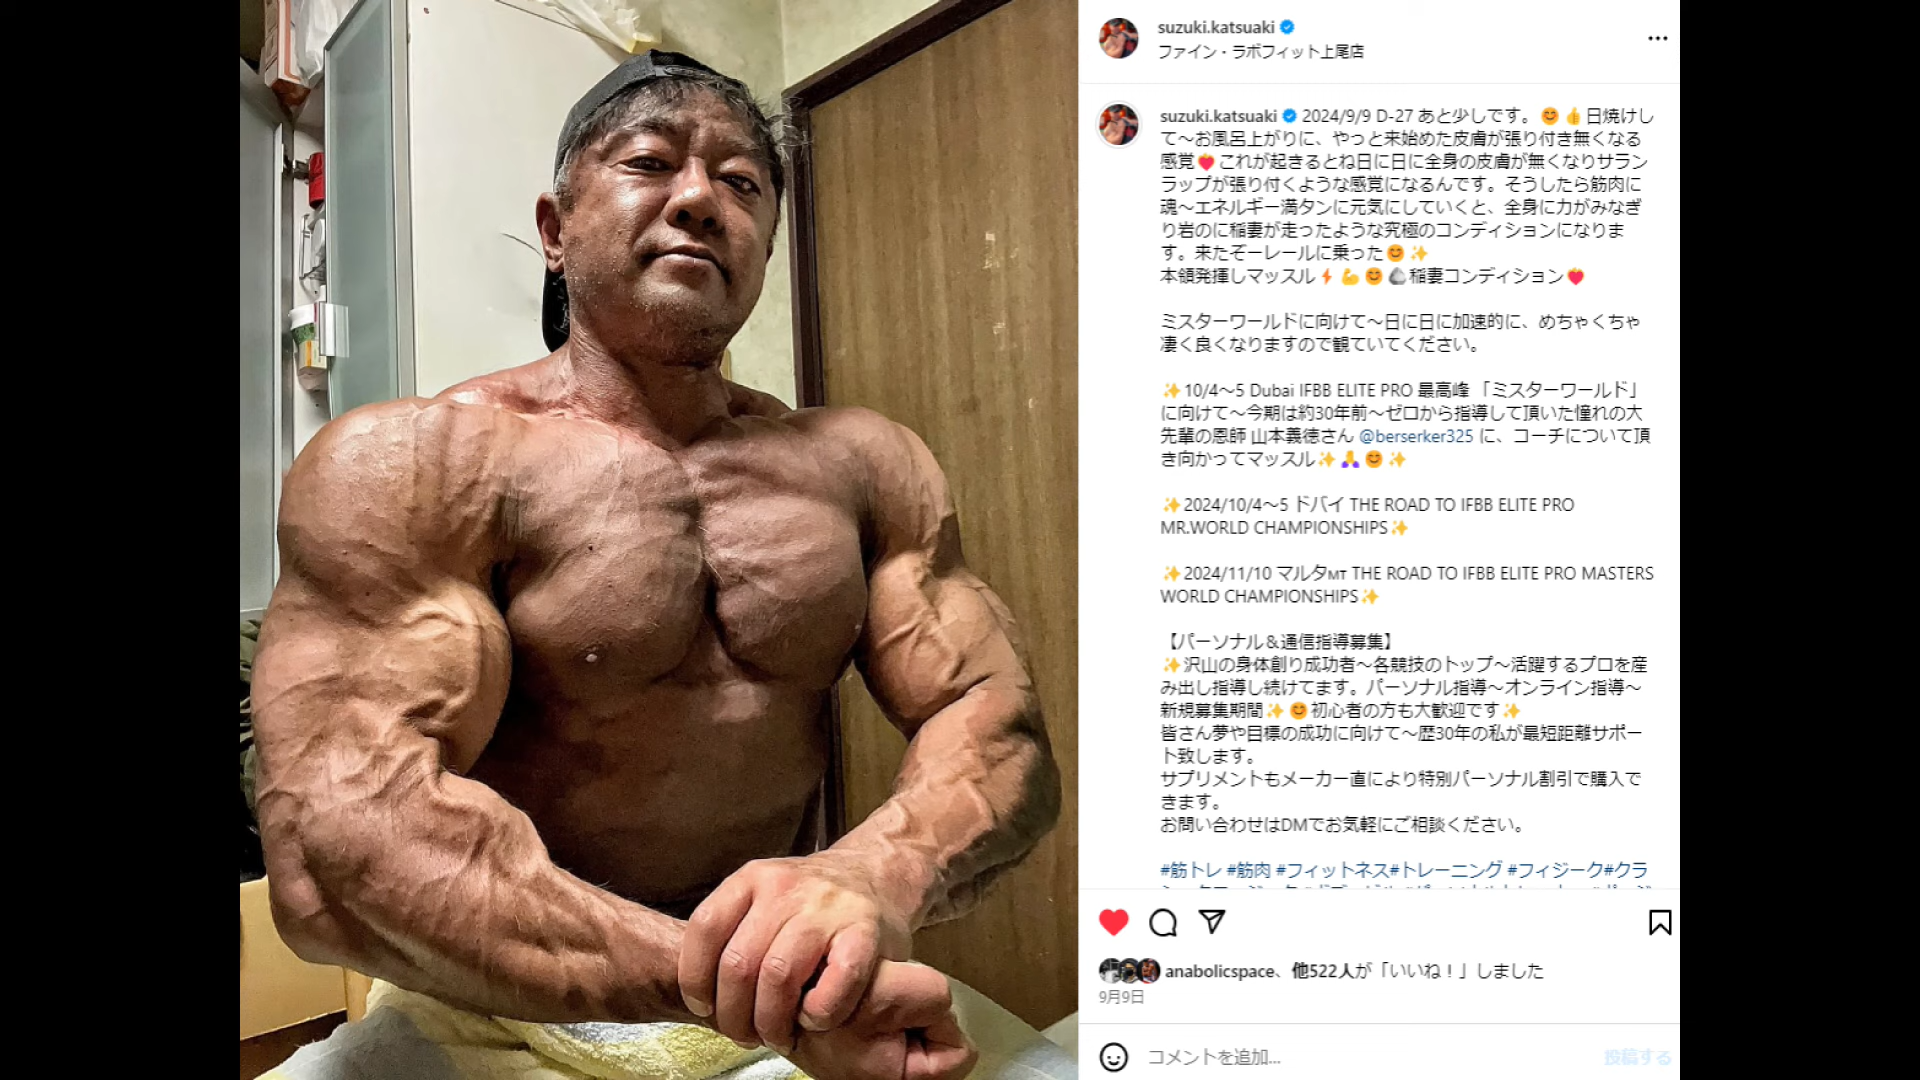 suzuki.katsuaki
ファイン・ラボフィット上尾店
suzuki.katsuaki 2024/9/9 D-27 あと少しです。😊👍日焼けし
て〜お風呂上がりに、やっと来始めた皮膚が張り付き無くなる
感覚❤️‍🔥これが起きるとね日に日に全身の皮膚が無くなりサラン
ラップが張り付くような感覚になるんです。そうしたら筋肉に
魂〜エネルギー満タンに元気にしていくと、全身に力がみなぎ
り岩のに稲妻が走ったような究極のコンディションになりま
す。来たぞーレールに乗った😊✨
本領発揮しマッスル⚡💪😊🪨稲妻コンディション❤️‍🔥
ミスターワールドに向けて〜日に日に加速的に、めちゃくちゃ
凄く良くなりますので観ていてください。
✨10/4〜5 Dubai IFBB ELITE PRO 最高峰 「ミスターワールド」
に向けて〜今期は約30年前〜ゼロから指導して頂いた憧れの大
先輩の恩師 山本義徳さん @berserker325 に、コーチについて頂
き向かってマッスル✨🙏😊✨
✨2024/10/4〜5 ドバイ THE ROAD TO IFBB ELITE PRO
MR.WORLD CHAMPIONSHIPS✨
✨2024/11/10 マルタMT THE ROAD TO IFBB ELITE PRO MASTERS
WORLD CHAMPIONSHIPS✨
【パーソナル＆通信指導募集】
✨沢山の身体創り成功者〜各競技のトップ〜活躍するプロを産
み出し指導し続けてます。パーソナル指導〜オンライン指導〜
新規募集期間✨😊初心者の方も大歓迎です✨
皆さん夢や目標の成功に向けて〜歴30年の私が最短距離サポー
ト致します。
サプリメントもメーカー直により特別パーソナル割引で購入で
きます。
お問い合わせはDMでお気軽にご相談ください。
#筋トレ #筋肉 #フィットネス#トレーニング #フィジーク#クラ
anabolicspace、他522人が「いいね！」しました
9月9日
コメントを追加...
投稿する